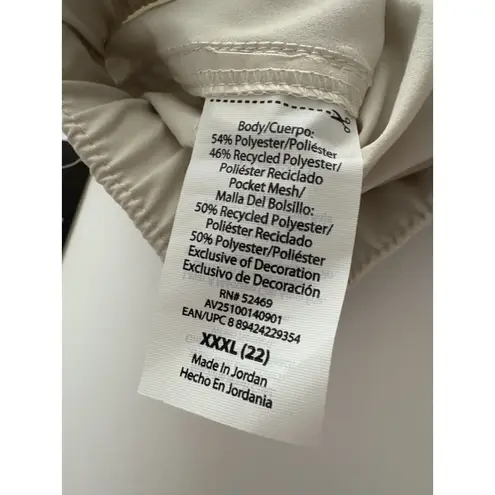 Body/Cuerpo:
54% Polyester/Poliéster
46% Recycled Polyester/
Poliéster Reciclado
Pocket Mesh/
Malla Del Bolsillo:
50% Recycled Polyester/
Poliéster Reciclado
50% Polyester/Poliéster
Exclusive of Decoration
Exclusivo de Decoración
RN# 52469
AV25100140901
EAN/UPC 8 89424229354
XXXL (22)
Made In Jordan
Hecho En Jordania